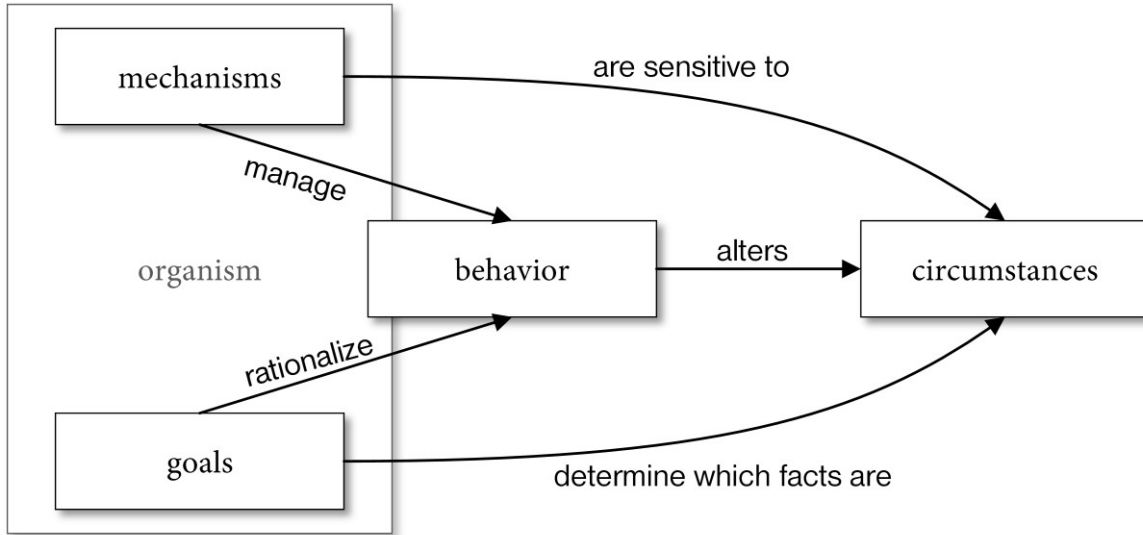 mechanisms
are sensitive to
manage
organism
behavior
alters
circumstances
rationalize
goals
determine which facts are